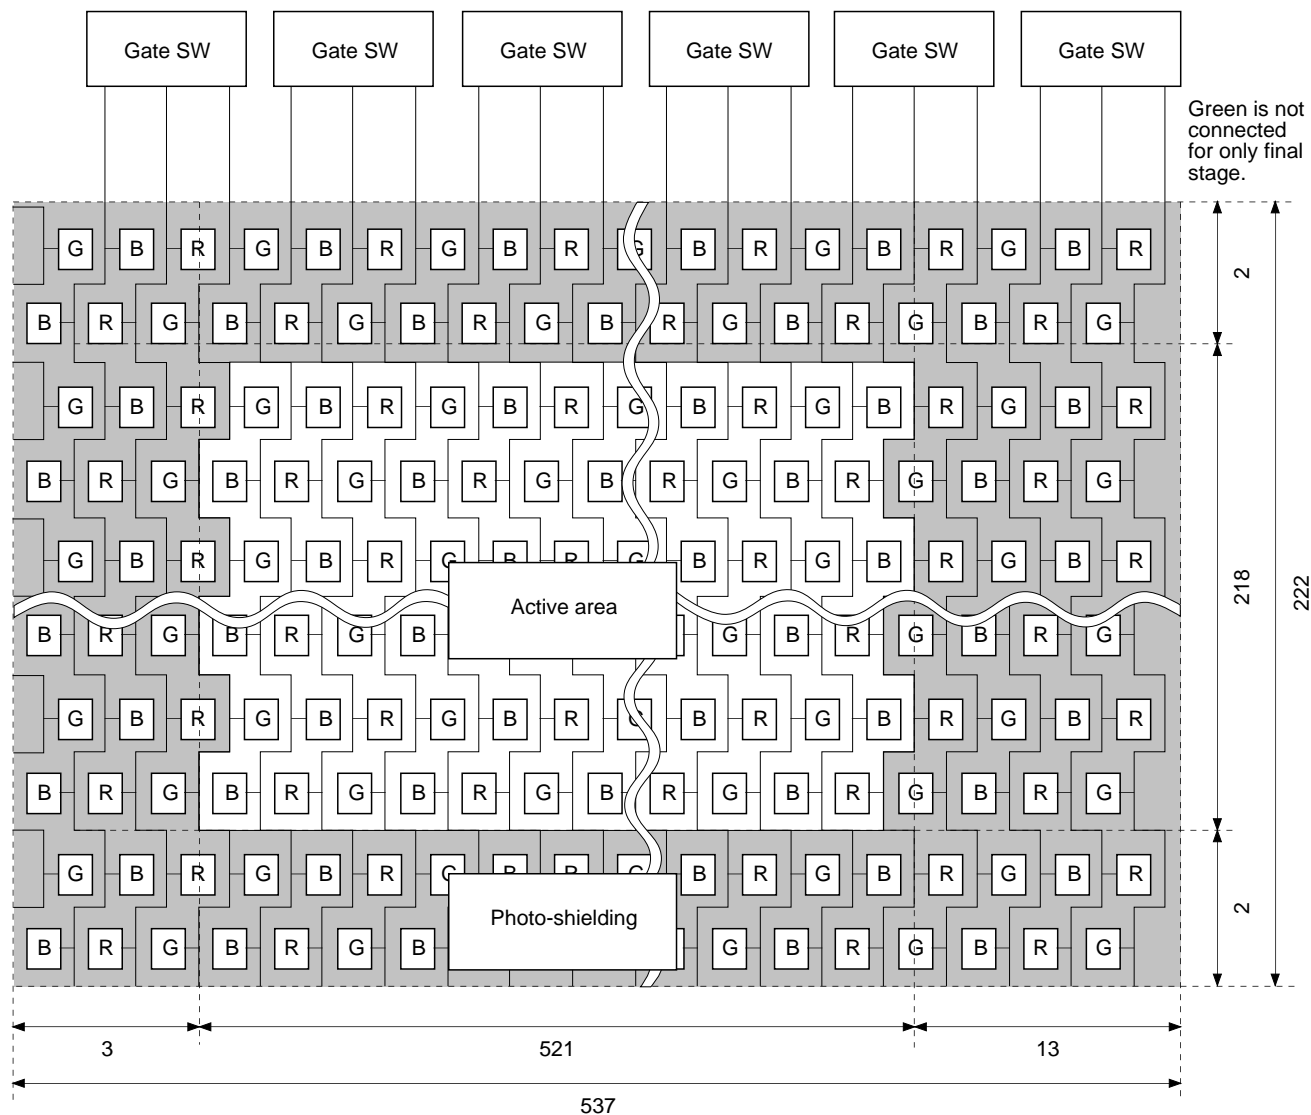 Gate SW Gate SW Gate SW Gate SW Gate SW Gate SW
Green is not
connected
for only final
stage.
G B R G B R G B R G B R G B R G B R
2
B R G B R G B R G B R G B R G B R G
G B R G B R G B R G B R G B R G B R
B R G B R G B R G B R G B R G B R G
G B R G B R G B R G B R G B R G B R
218
222
Active area
B R G B R G B G B R G B R G
G B R G B R G B R G B R G B R G B R
B R G B R G B R G B R G B R G B R G
G B R G B R G B R G B R G B R G B R
2
Photo-shielding
B R G B R G B G B R G B R G
3 521 13
537